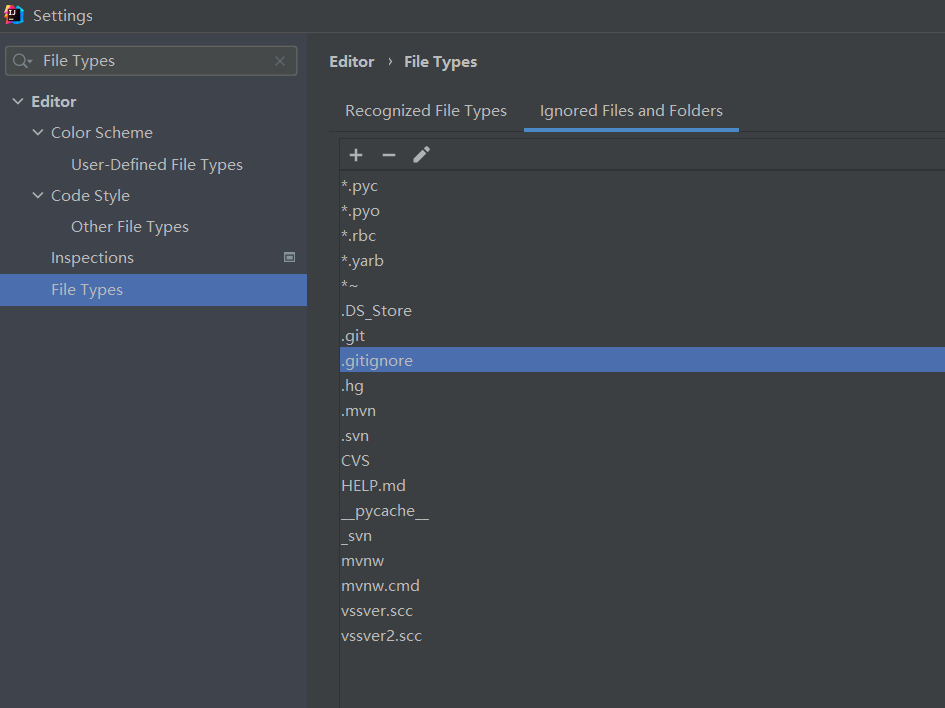 Settings
File Types
Editor
Color Scheme
User-Defined File Types
Code Style
Other File Types
Inspections
File Types
Editor › File Types
Recognized File Types
Ignored Files and Folders
*.pyc
*.pyo
*.rbc
*.yarb
*~
.DS_Store
.git
.gitignore
.hg
.mvn
.svn
CVS
HELP.md
__pycache__
_svn
mvnw
mvnw.cmd
vssver.scc
vssver2.scc